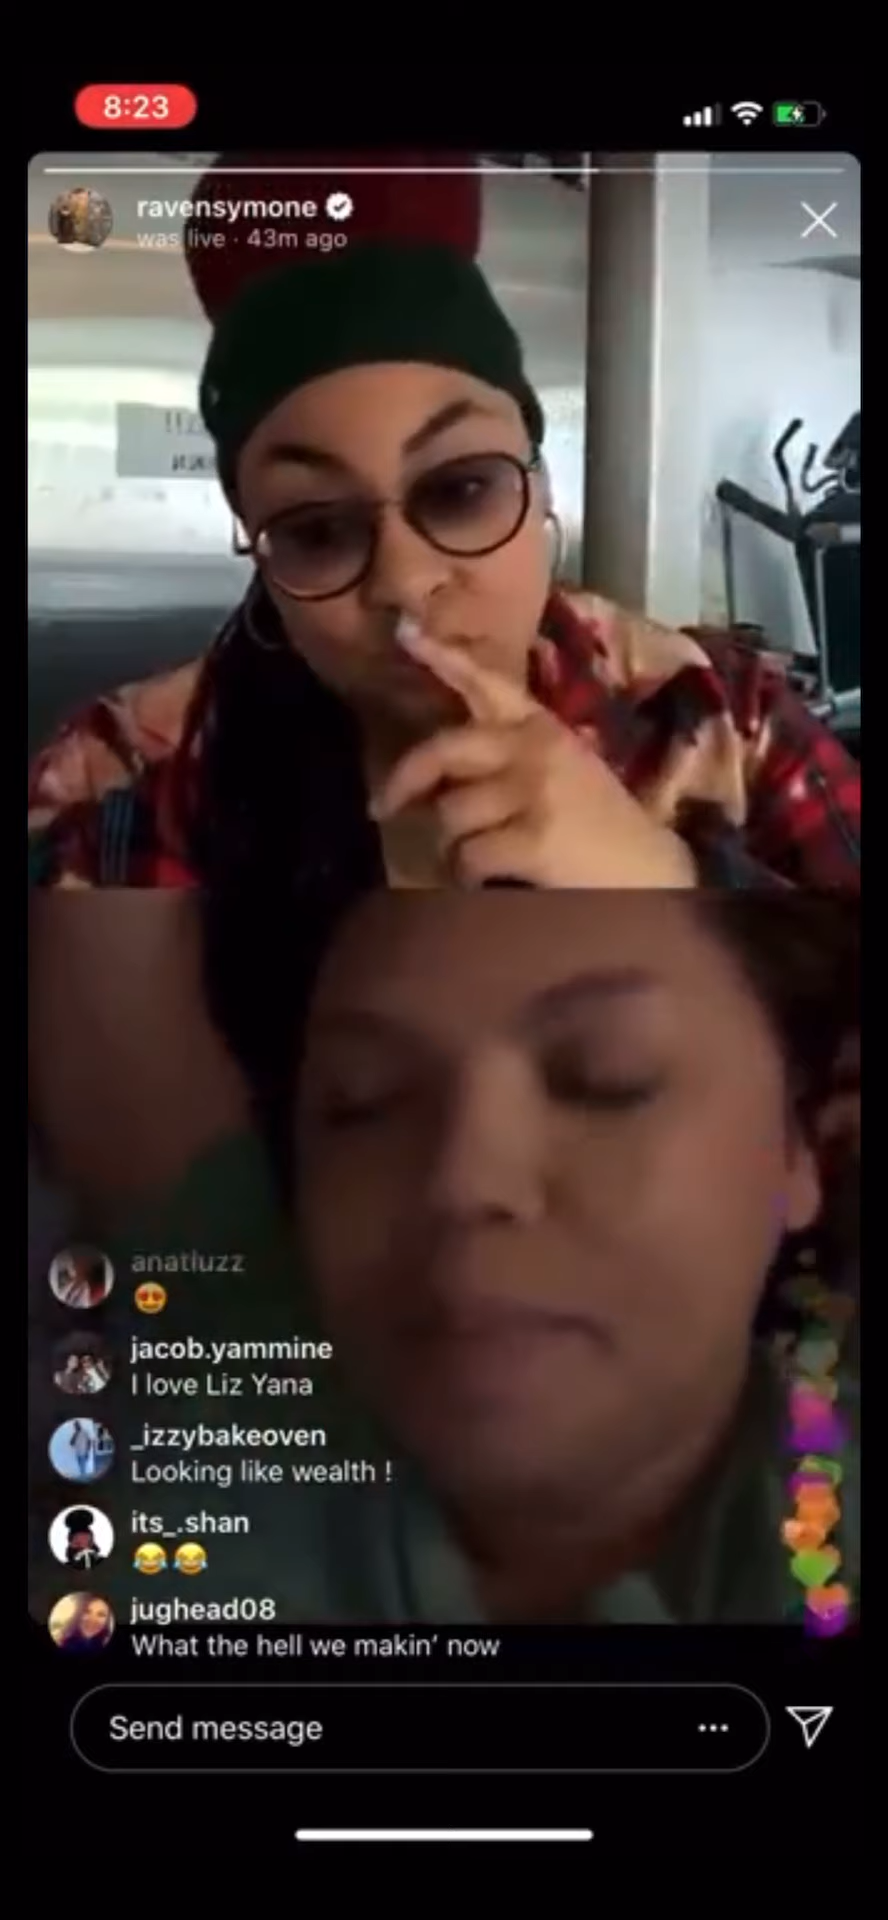 8:23
ravensymone
was live · 43m ago
anatluzz
😍
jacob.yammine
I love Liz Yana
_izzybakeoven
Looking like wealth !
its_.shan
😂😂
jughead08
What the hell we makin’ now
Send message